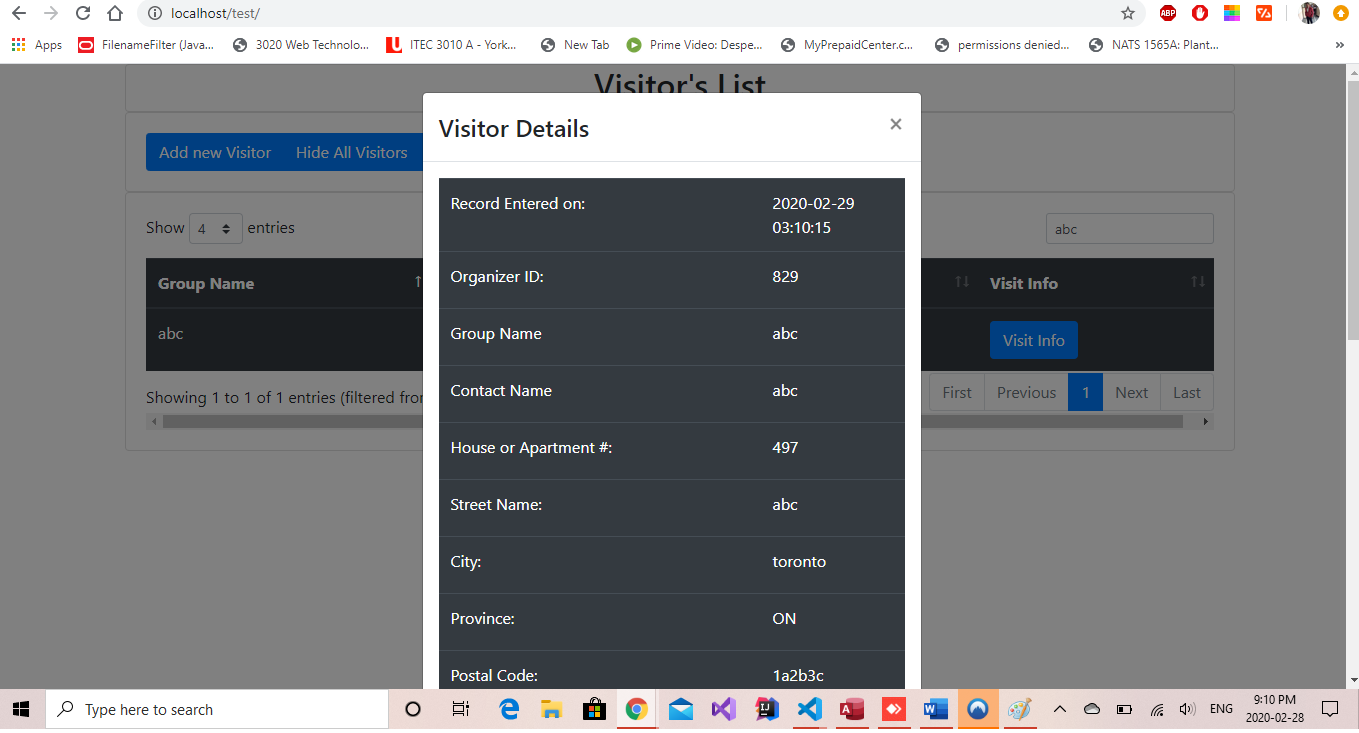 localhost/test/
ABP
Apps FilenameFilter (Java... 3020 Web Technolo... ITEC 3010 A - York... New Tab Prime Video: Despe... MyPrepaidCenter.c... permissions denied... NATS 1565A: Plant... »
Visitor's List
Visitor Details ×
Add new Visitor Hide All Visitors
Record Entered on: 2020-02-29
03:10:15
Show 4 entries abc
Organizer ID: 829
Group Name Visit Info
Group Name abc
abc Visit Info
Contact Name abc
Showing 1 to 1 of 1 entries (filtered fro First Previous 1 Next Last
House or Apartment #: 497
Street Name: abc
City: toronto
Province: ON
Postal Code: 1a2b3c
Type here to search ENG 9:10 PM
2020-02-28